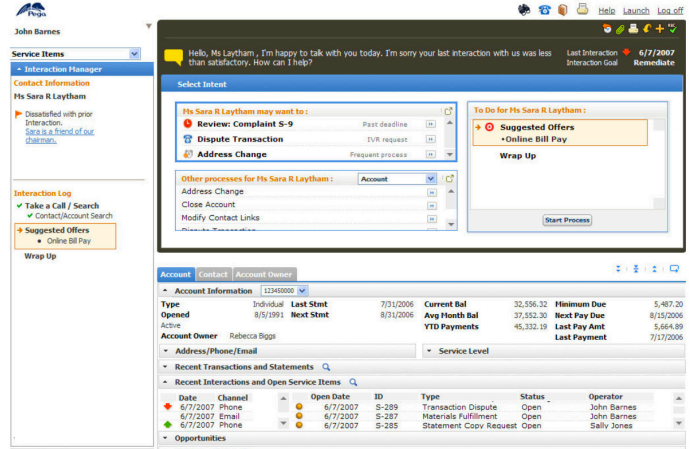 Pega
Help Launch Log off
John Barnes
Service Items
Interaction Manager
Contact Information
Ms Sara R Laytham
Dissatisfied with prior
Interaction.
Sara is a friend of our
chairman.
Interaction Log
Take a Call / Search
Contact/Account Search
Suggested Offers
Online Bill Pay
Wrap Up
Hello, Ms Laytham , I'm happy to talk with you today. I'm sorry your last interaction with us was less
than satisfactory. How can I help?
Last Interaction 6/7/2007
Interaction Goal Remediate
Select Intent
Ms Sara R Laytham may want to :
Review: Complaint S-9 Past deadline
Dispute Transaction IVR request
Address Change Frequent process
Other processes for Ms Sara R Laytham : Account
Address Change
Close Account
Modify Contact Links
Dispute Transaction
To Do for Ms Sara R Laytham :
Suggested Offers
•Online Bill Pay
Wrap Up
Start Process
Account Contact Account Owner
Account Information 123450000
Type Individual Last Stmt 7/31/2006 Current Bal 32,556.32 Minimum Due 5,487.20
Opened 8/5/1991 Next Stmt 8/31/2006 Avg Month Bal 37,552.30 Next Pay Due 8/15/2006
Active YTD Payments 45,332.19 Last Pay Amt 5,664.89
Account Owner Rebecca Biggs Last Payment 7/17/2006
Address/Phone/Email Service Level
Recent Transactions and Statements
Recent Interactions and Open Service Items
Date Channel Open Date ID Type Status Operator
6/7/2007 Phone 6/7/2007 S-289 Transaction Dispute Open John Barnes
6/7/2007 Email 6/7/2007 S-287 Materials Fulfillment Open John Barnes
6/7/2007 Phone 6/7/2007 S-285 Statement Copy Request Open Sally Jones
Opportunities